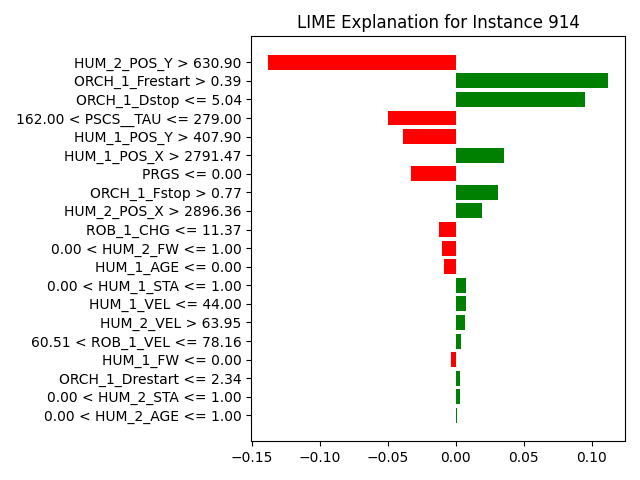 LIME Explanation for Instance 914
HUM_2_POS_Y > 630.90
ORCH_1_Frestart > 0.39
ORCH_1_Dstop <= 5.04
162.00 < PSCS__TAU <= 279.00
HUM_1_POS_Y > 407.90
HUM_1_POS_X > 2791.47
PRGS <= 0.00
ORCH_1_Fstop > 0.77
HUM_2_POS_X > 2896.36
ROB_1_CHG <= 11.37
0.00 < HUM_2_FW <= 1.00
HUM_1_AGE <= 0.00
0.00 < HUM_1_STA <= 1.00
HUM_1_VEL <= 44.00
HUM_2_VEL > 63.95
60.51 < ROB_1_VEL <= 78.16
HUM_1_FW <= 0.00
ORCH_1_Drestart <= 2.34
0.00 < HUM_2_STA <= 1.00
0.00 < HUM_2_AGE <= 1.00
−0.15 −0.10 −0.05 0.00 0.05 0.10